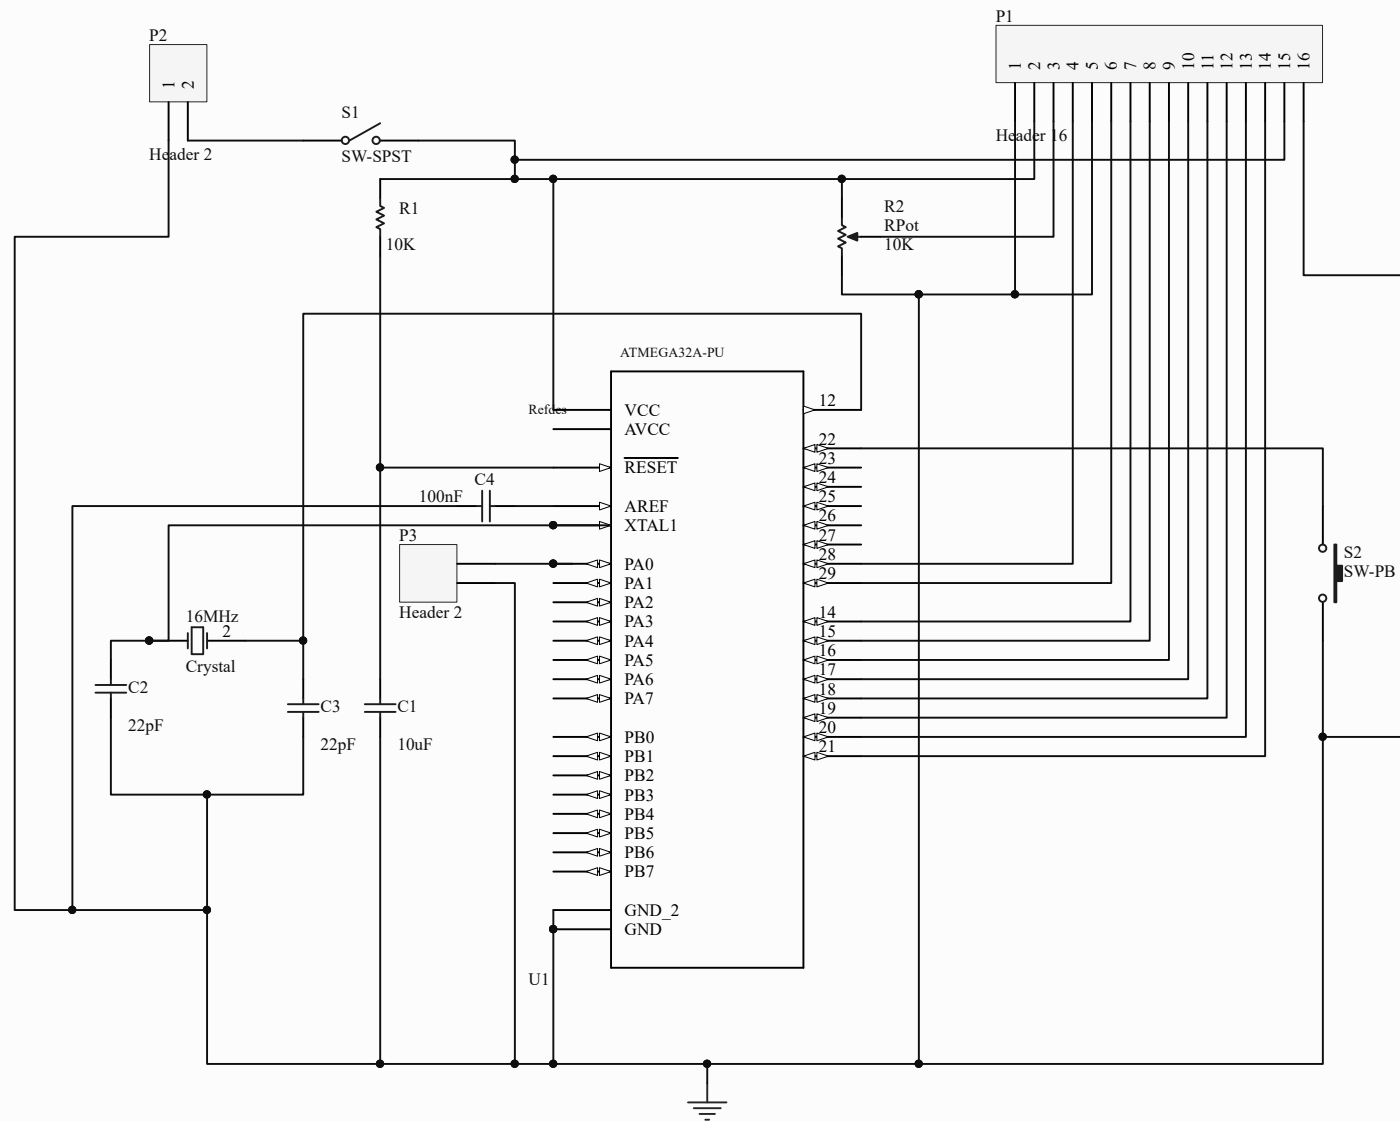 P2
1 2
Header 2
S1
SW-SPST
P1
1 2 3 4 5 6 7 8 9 10 11 12 13 14 15 16
Header 16
R1
10K
R2
RPot
10K
ATMEGA32A-PU
Refdes
VCC
AVCC
RESET
AREF
XTAL1
PA0
PA1
PA2
PA3
PA4
PA5
PA6
PA7
PB0
PB1
PB2
PB3
PB4
PB5
PB6
PB7
GND_2
GND
12
22
23
24
25
26
27
28
29
14
15
16
17
18
19
20
21
U1
C4
100nF
P3
Header 2
16MHz
2
Crystal
C2
22pF
C3
22pF
C1
10uF
S2
SW-PB